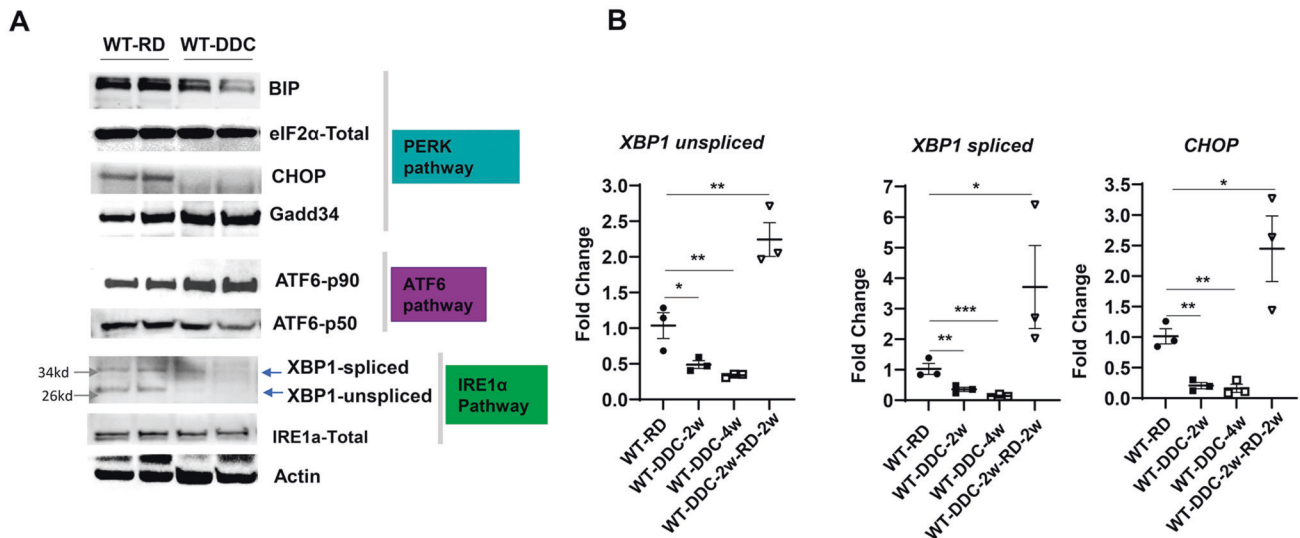 A
WT-RD WT-DDC
BIP
eIF2α-Total
CHOP
Gadd34
PERK
pathway
ATF6-p90
ATF6-p50
ATF6
pathway
34kd
26kd
XBP1-spliced
XBP1-unspliced
IRE1α
Pathway
IRE1a-Total
Actin
B
XBP1 unspliced
Fold Change
3.0
2.5
2.0
1.5
1.0
0.5
0.0
**
**
*
WT-RD
WT-DDC-2w
WT-DDC-4w
WT-DDC-2w-RD-2w
XBP1 spliced
Fold Change
7
6
5
4
3
2
1
0
*
***
**
WT-RD
WT-DDC-2w
WT-DDC-4w
WT-DDC-2w-RD-2w
CHOP
Fold Change
3.5
3.0
2.5
2.0
1.5
1.0
0.5
0.0
*
**
**
WT-RD
WT-DDC-2w
WT-DDC-4w
WT-DDC-2w-RD-2w